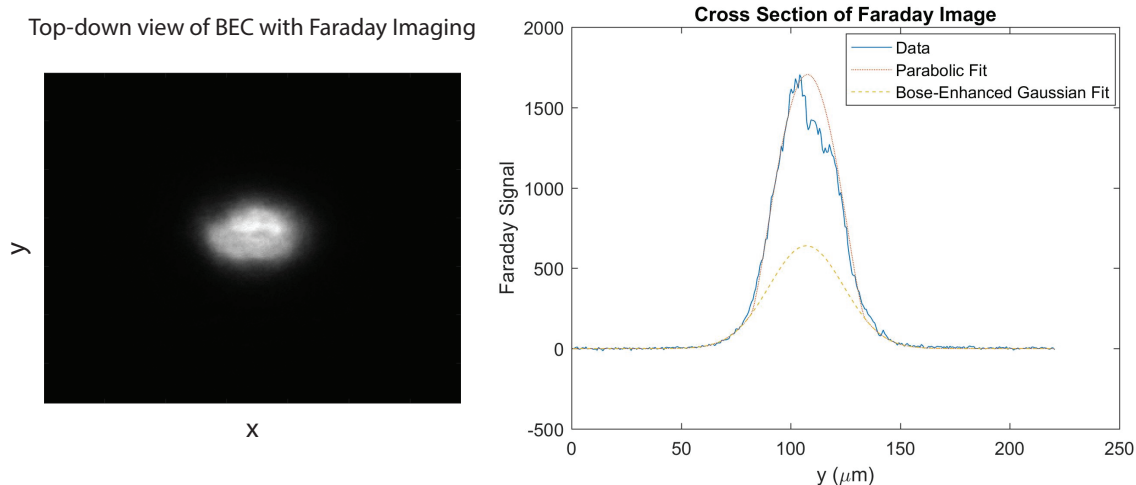 Top-down view of BEC with Faraday Imaging
y
x
Cross Section of Faraday Image
Data
Parabolic Fit
Bose-Enhanced Gaussian Fit
Faraday Signal
2000
1500
1000
500
0
-500
0 50 100 150 200 250
y (μm)